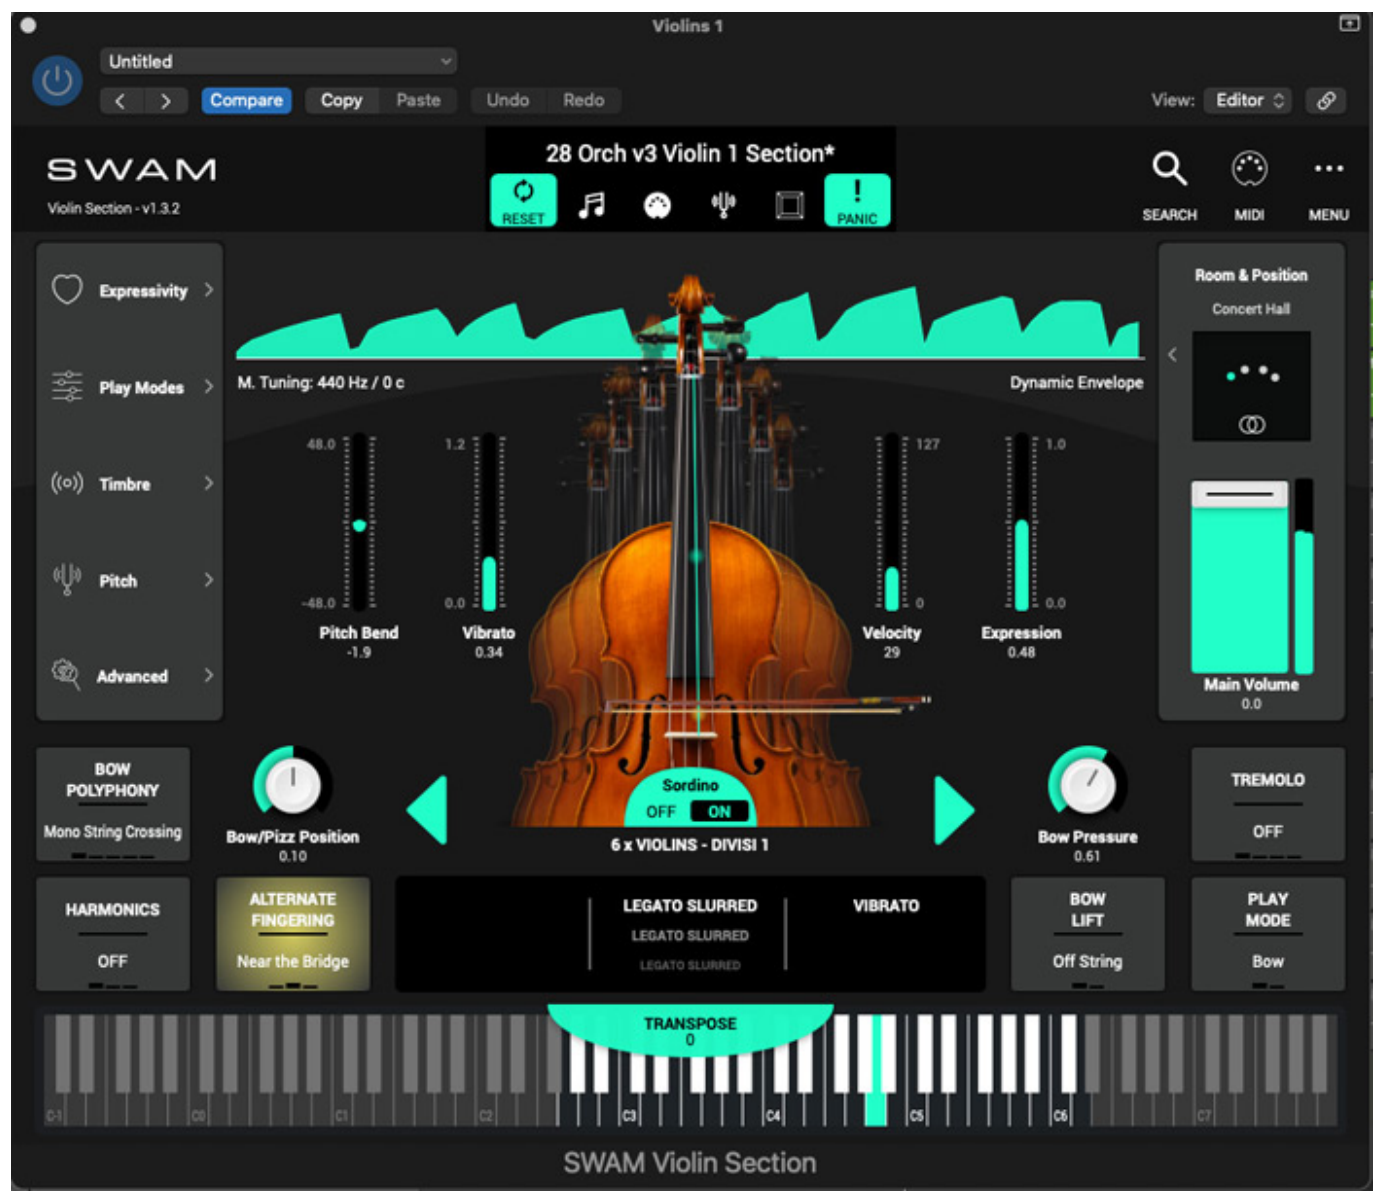 Violins 1
Untitled
Compare
Copy
Paste
Undo
Redo
View:
Editor
SWAM
Violin Section - v1.3.2
28 Orch v3 Violin 1 Section*
RESET
PANIC
SEARCH
MIDI
MENU
Expressivity
Play Modes
Timbre
Pitch
Advanced
M. Tuning: 440 Hz / 0 c
Dynamic Envelope
Room & Position
Concert Hall
48.0
-48.0
Pitch Bend
-1.9
1.2
0.0
Vibrato
0.34
127
0
Velocity
29
1.0
0.0
Expression
0.48
Main Volume
0.0
BOW
POLYPHONY
Mono String Crossing
Bow/Pizz Position
0.10
Sordino
OFF ON
6 x VIOLINS - DIVISI 1
Bow Pressure
0.61
TREMOLO
OFF
HARMONICS
OFF
ALTERNATE
FINGERING
Near the Bridge
LEGATO SLURRED
LEGATO SLURRED
LEGATO SLURRED
VIBRATO
BOW
LIFT
Off String
PLAY
MODE
Bow
TRANSPOSE
0
C-1
C0
C1
C2
C3
C4
C5
C6
C7
SWAM Violin Section